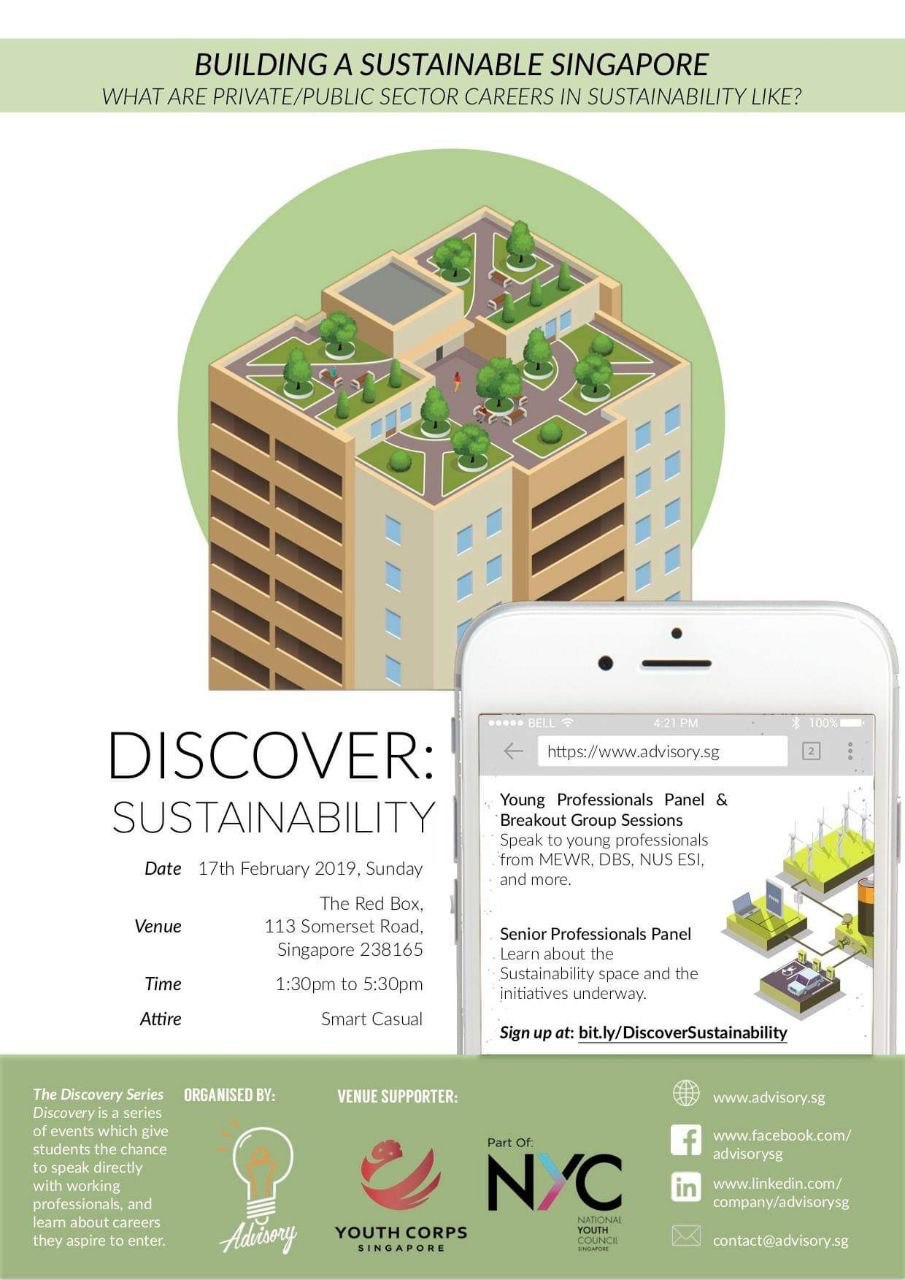 BUILDING A SUSTAINABLE SINGAPORE
WHAT ARE PRIVATE/PUBLIC SECTOR CAREERS IN SUSTAINABILITY LIKE?
DISCOVER:
SUSTAINABILITY
Date 17th February 2019, Sunday
Venue The Red Box,
113 Somerset Road,
Singapore 238165
Time 1:30pm to 5:30pm
Attire Smart Casual
BELL 4:21 PM 100%
https://www.advisory.sg 2
Young Professionals Panel &
Breakout Group Sessions
Speak to young professionals
from MEWR, DBS, NUS ESI,
and more.
Senior Professionals Panel
Learn about the
Sustainability space and the
initiatives underway.
Sign up at: bit.ly/DiscoverSustainability
The Discovery Series
Discovery is a series
of events which give
students the chance
to speak directly
with working
professionals, and
learn about careers
they aspire to enter.
ORGANISED BY:
Advisory
VENUE SUPPORTER:
YOUTH CORPS
SINGAPORE
Part Of:
NYC
NATIONAL
YOUTH
COUNCIL
SINGAPORE
www.advisory.sg
www.facebook.com/
advisorysg
www.linkedin.com/
company/advisorysg
contact@advisory.sg